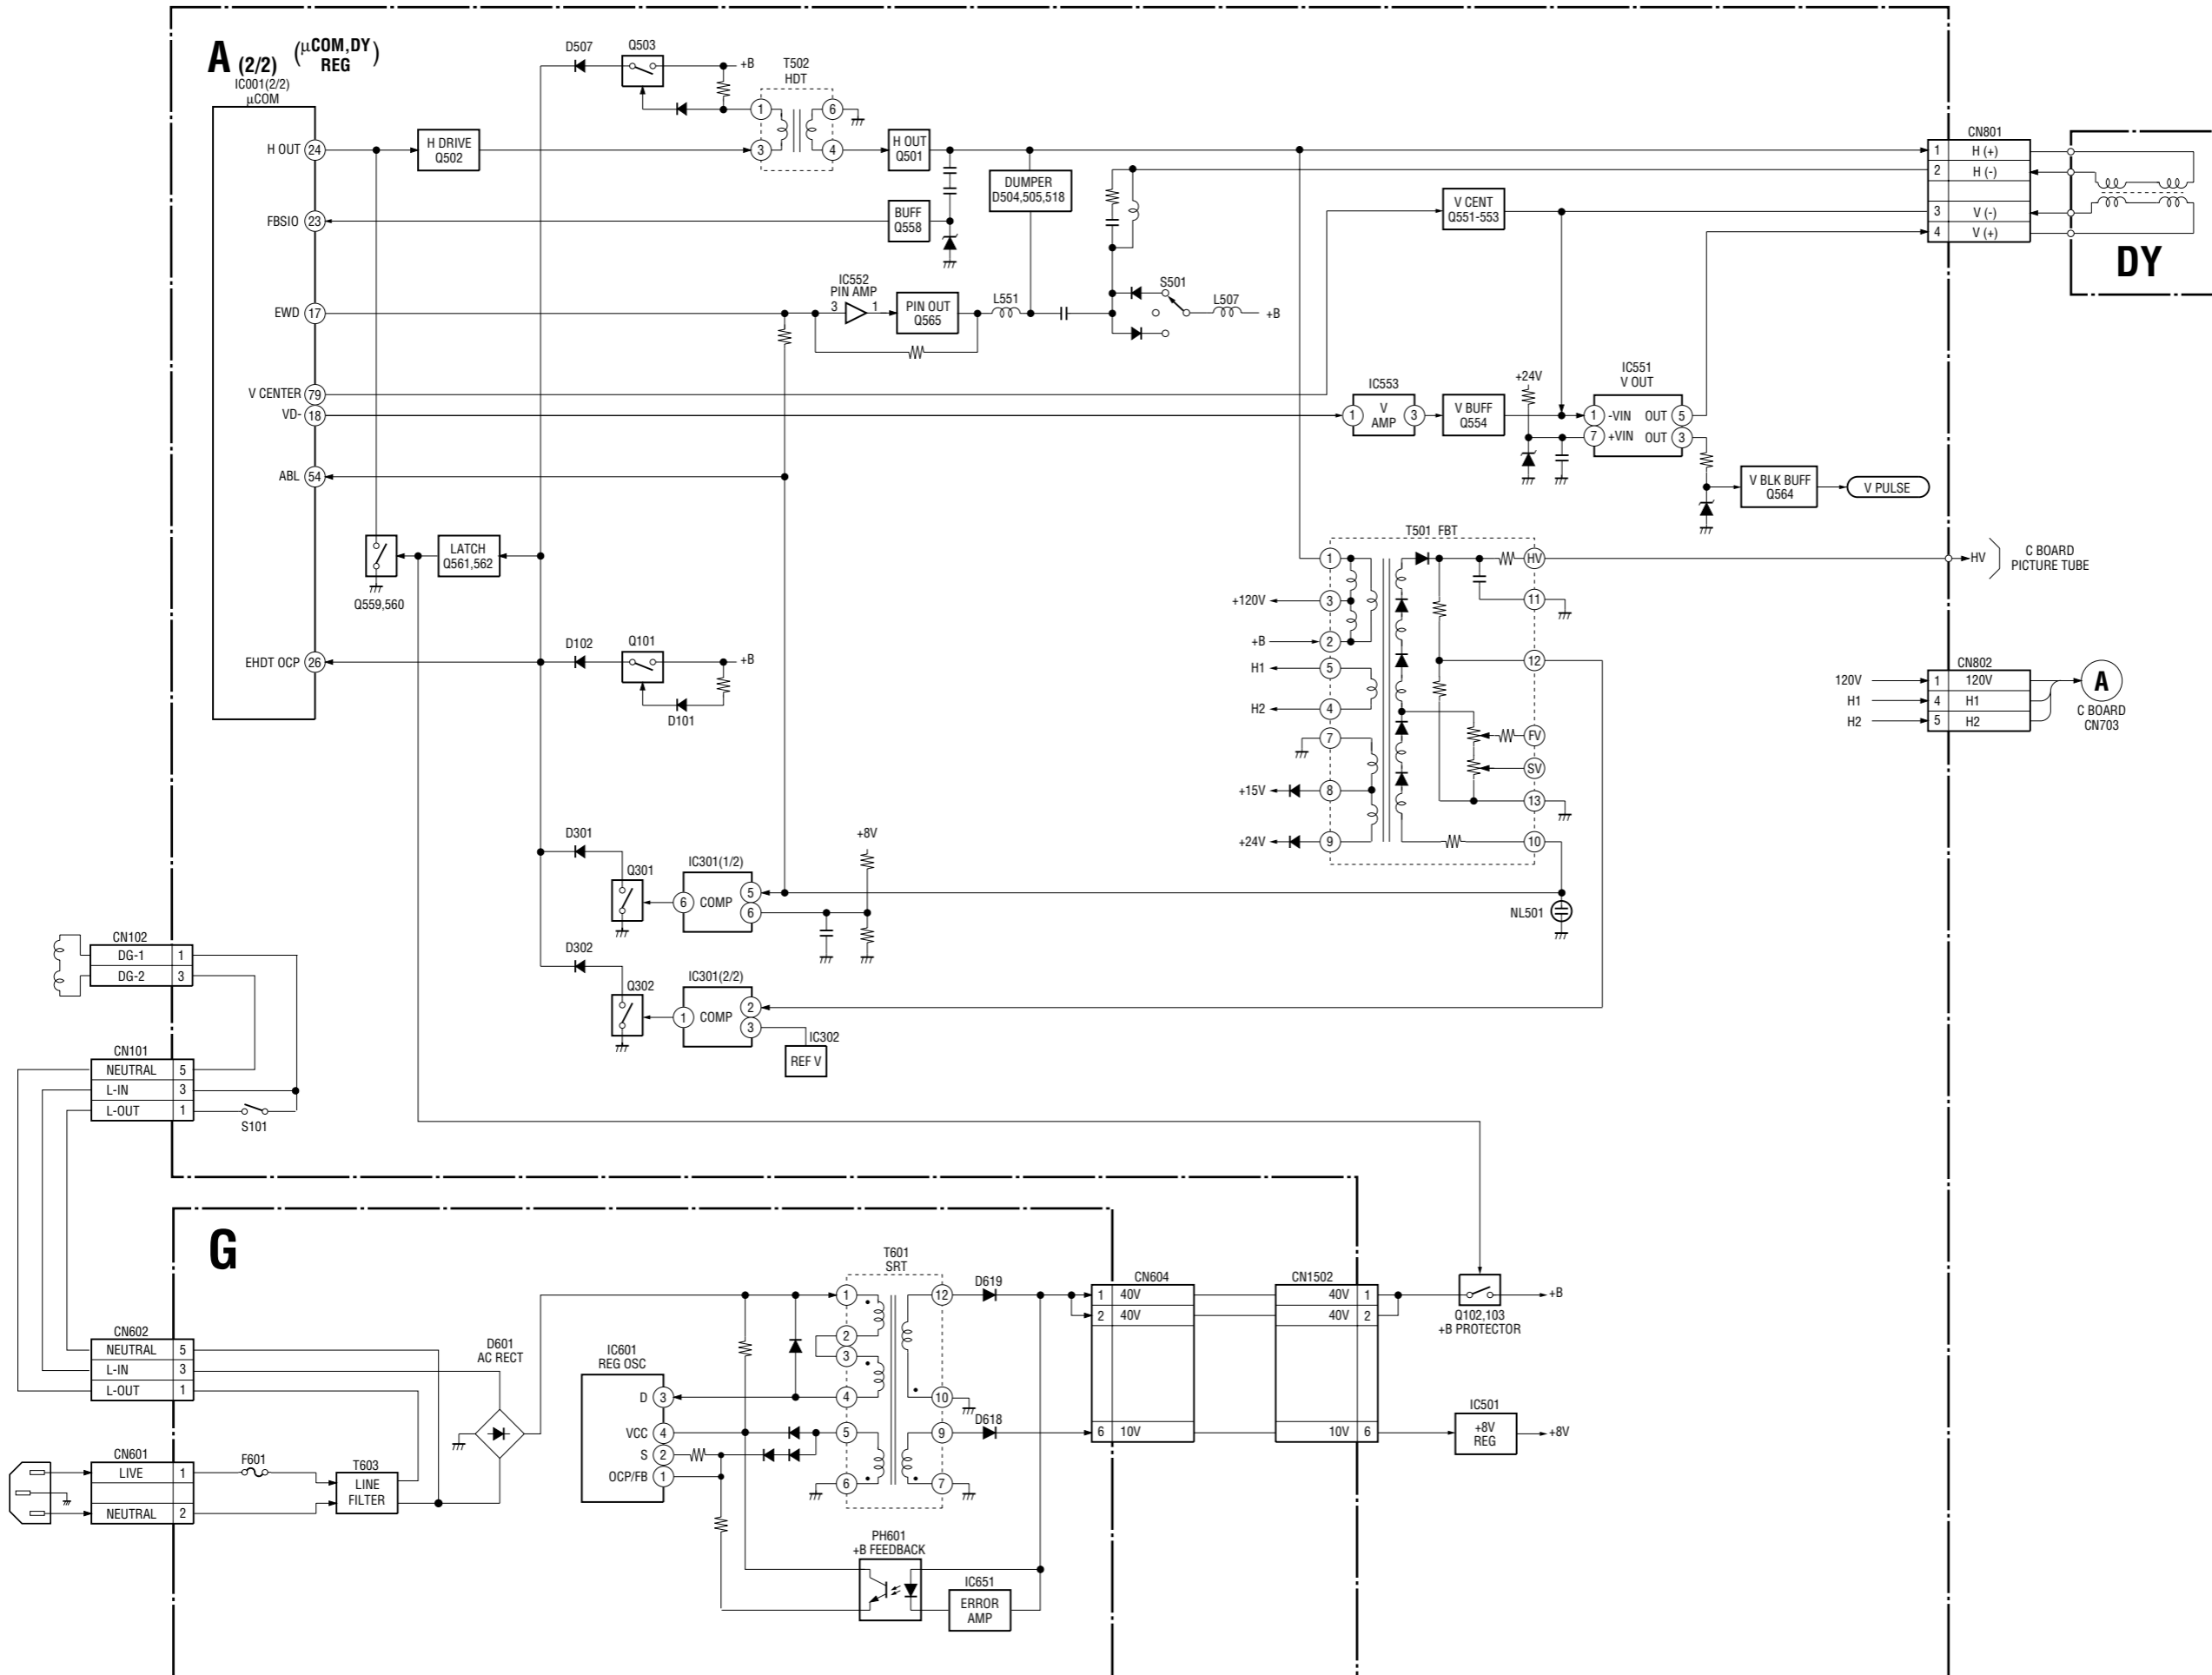 A (2/2) (μCOM,DY)
REG
IC001(2/2)
μCOM
H OUT 24
FBSIO 23
EWD 17
V CENTER 79
VD- 18
ABL 54
EHDT OCP 26
D507
Q503
+B
T502
HDT
1
6
3
4
H DRIVE
Q502
H OUT
Q501
BUFF
Q558
DUMPER
D504,505,518
IC552
PIN AMP
3
1
PIN OUT
Q565
L551
S501
L507
+B
V CENT
Q551-553
CN801
1 H (+)
2 H (-)
3 V (-)
4 V (+)
DY
IC553
1
V
AMP
3
V BUFF
Q554
+24V
IC551
V OUT
1 -VIN OUT 5
7 +VIN OUT 3
V BLK BUFF
Q564
V PULSE
LATCH
Q561,562
Q559,560
D102
Q101
+B
D101
T501 FBT
1
+120V 3
+B 2
H1 5
H2 4
7
+15V 8
+24V 9
HV
11
12
FV
SV
13
10
NL501
HV
C BOARD
PICTURE TUBE
CN802
120V 1 120V
H1 4 H1
H2 5 H2
A
C BOARD
CN703
D301
Q301
IC301(1/2)
6 COMP 5
6
+8V
D302
Q302
IC301(2/2)
1 COMP 2
3
IC302
REF V
CN102
DG-1 1
DG-2 3
CN101
NEUTRAL 5
L-IN 3
L-OUT 1
S101
G
CN602
NEUTRAL 5
L-IN 3
L-OUT 1
CN601
LIVE 1
NEUTRAL 2
F601
T603
LINE
FILTER
D601
AC RECT
IC601
REG OSC
D 3
VCC 4
S 2
OCP/FB 1
T601
SRT
1
2
3
4
5
6
12
10
9
7
D619
D618
PH601
+B FEEDBACK
IC651
ERROR
AMP
CN604
1 40V
2 40V
6 10V
CN1502
40V 1
40V 2
10V 6
Q102,103
+B PROTECTOR
+B
IC501
+8V
REG
+8V